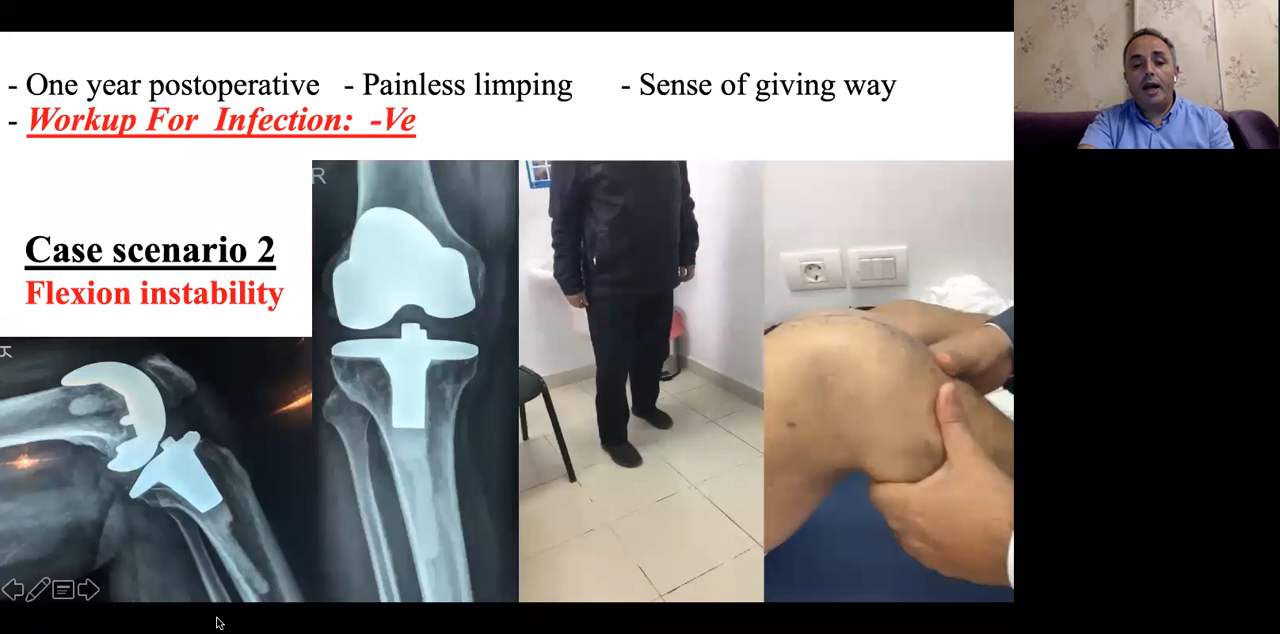 - One year postoperative - Painless limping - Sense of giving way
- Workup For Infection: -Ve
R
Case scenario 2
Flexion instability
R